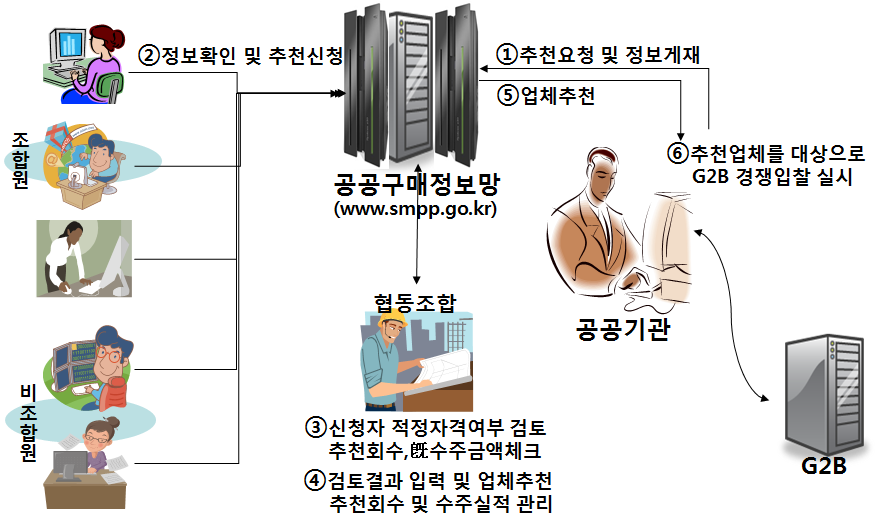 ②정보확인 및 추천신청
①추천요청 및 정보게재
⑤업체추천
조합원
⑥추천업체를 대상으로
G2B 경쟁입찰 실시
공공구매정보망
(www.smpp.go.kr)
협동조합
공공기관
비조합원
③신청자 적정자격여부 검토
추천회수,旣수주금액체크
④검토결과 입력 및 업체추천
추천회수 및 수주실적 관리
G2B